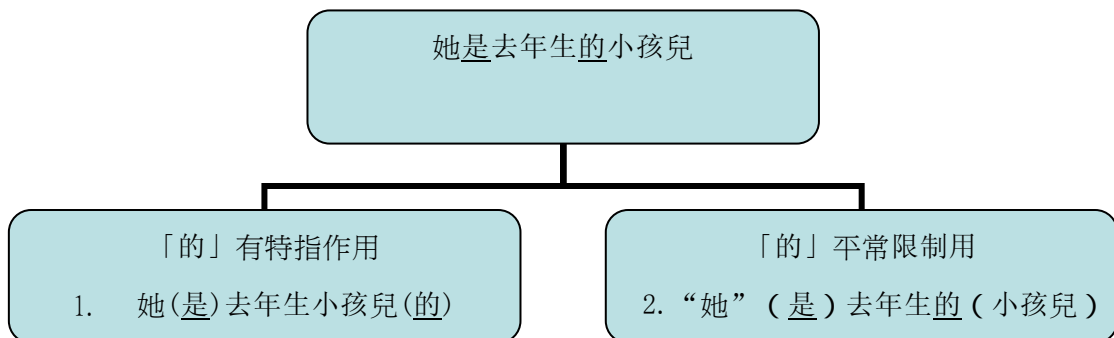 她是去年生的小孩兒
「的」有特指作用
1. 她(是)去年生小孩兒(的)
「的」平常限制用
2. “她”（是）去年生的（小孩兒）